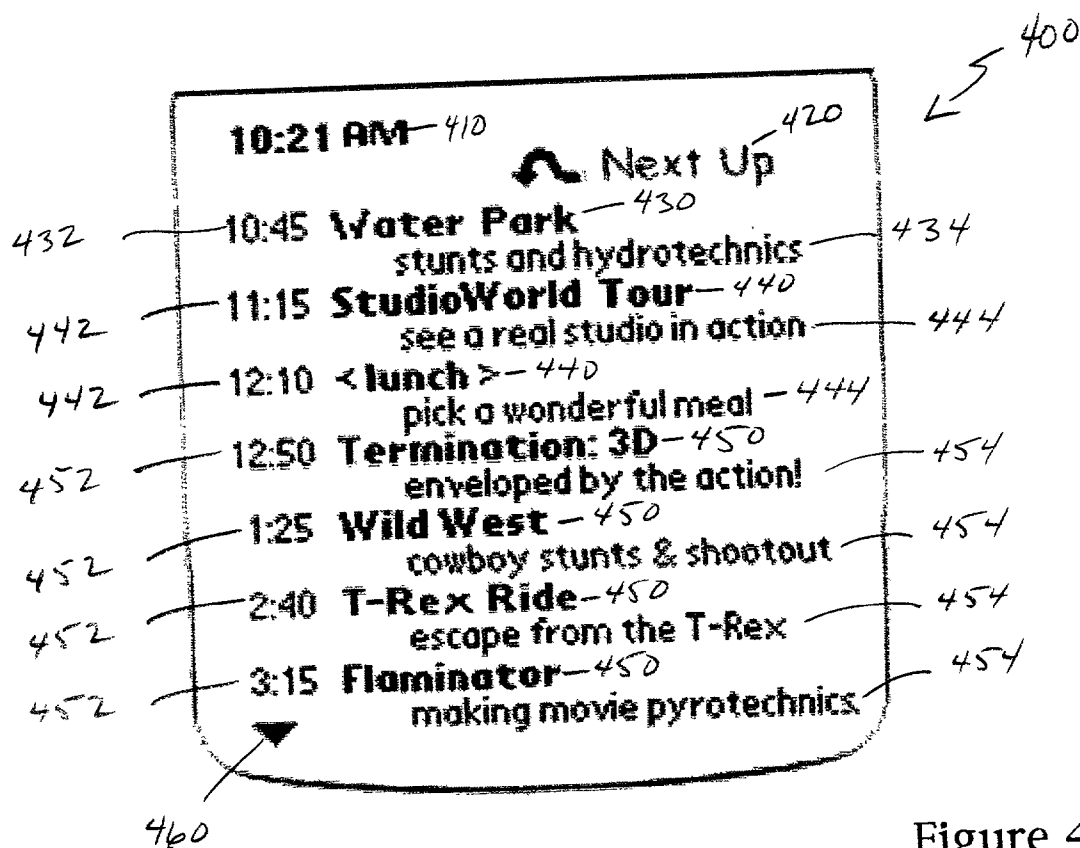 400
10:21 AM 410
420
Next Up
432 10:45 Water Park 430
stunts and hydrotechnics 434
442 11:15 StudioWorld Tour 440
see a real studio in action 444
442 12:10 <lunch> 440
pick a wonderful meal 444
452 12:50 Termination: 3D 450
enveloped by the action! 454
452 1:25 Wild West 450
cowboy stunts & shootout 454
452 2:40 T-Rex Ride 450
escape from the T-Rex 454
452 3:15 Flaminator 450
making movie pyrotechnics 454
460
Figure 4